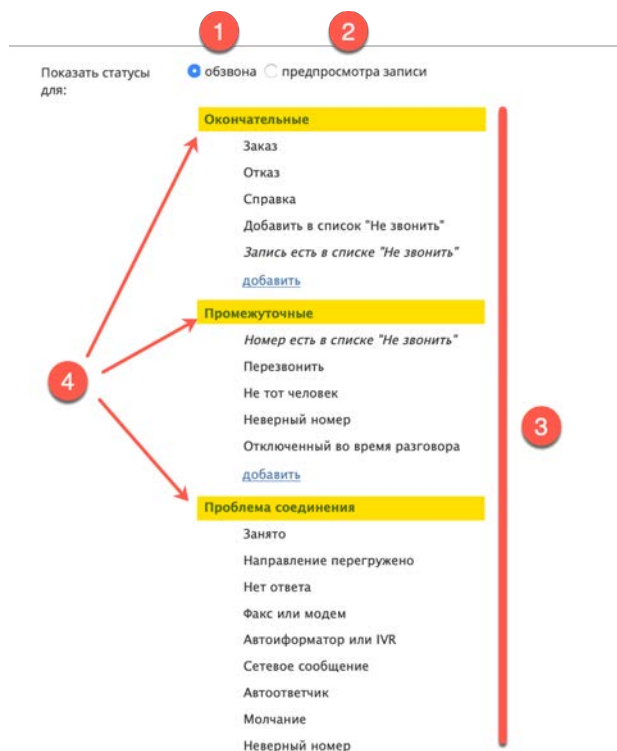 1 2
Показать статусы для:
обзвона предпросмотра записи
Окончательные
Заказ
Отказ
Справка
Добавить в список "Не звонить"
Запись есть в списке "Не звонить"
добавить
Промежуточные
Номер есть в списке "Не звонить"
Перезвонить
4
Не тот человек
Неверный номер
3
Отключенный во время разговора
добавить
Проблема соединения
Занято
Направление перегружено
Нет ответа
Факс или модем
Автоиформатор или IVR
Сетевое сообщение
Автоответчик
Молчание
Неверный номер